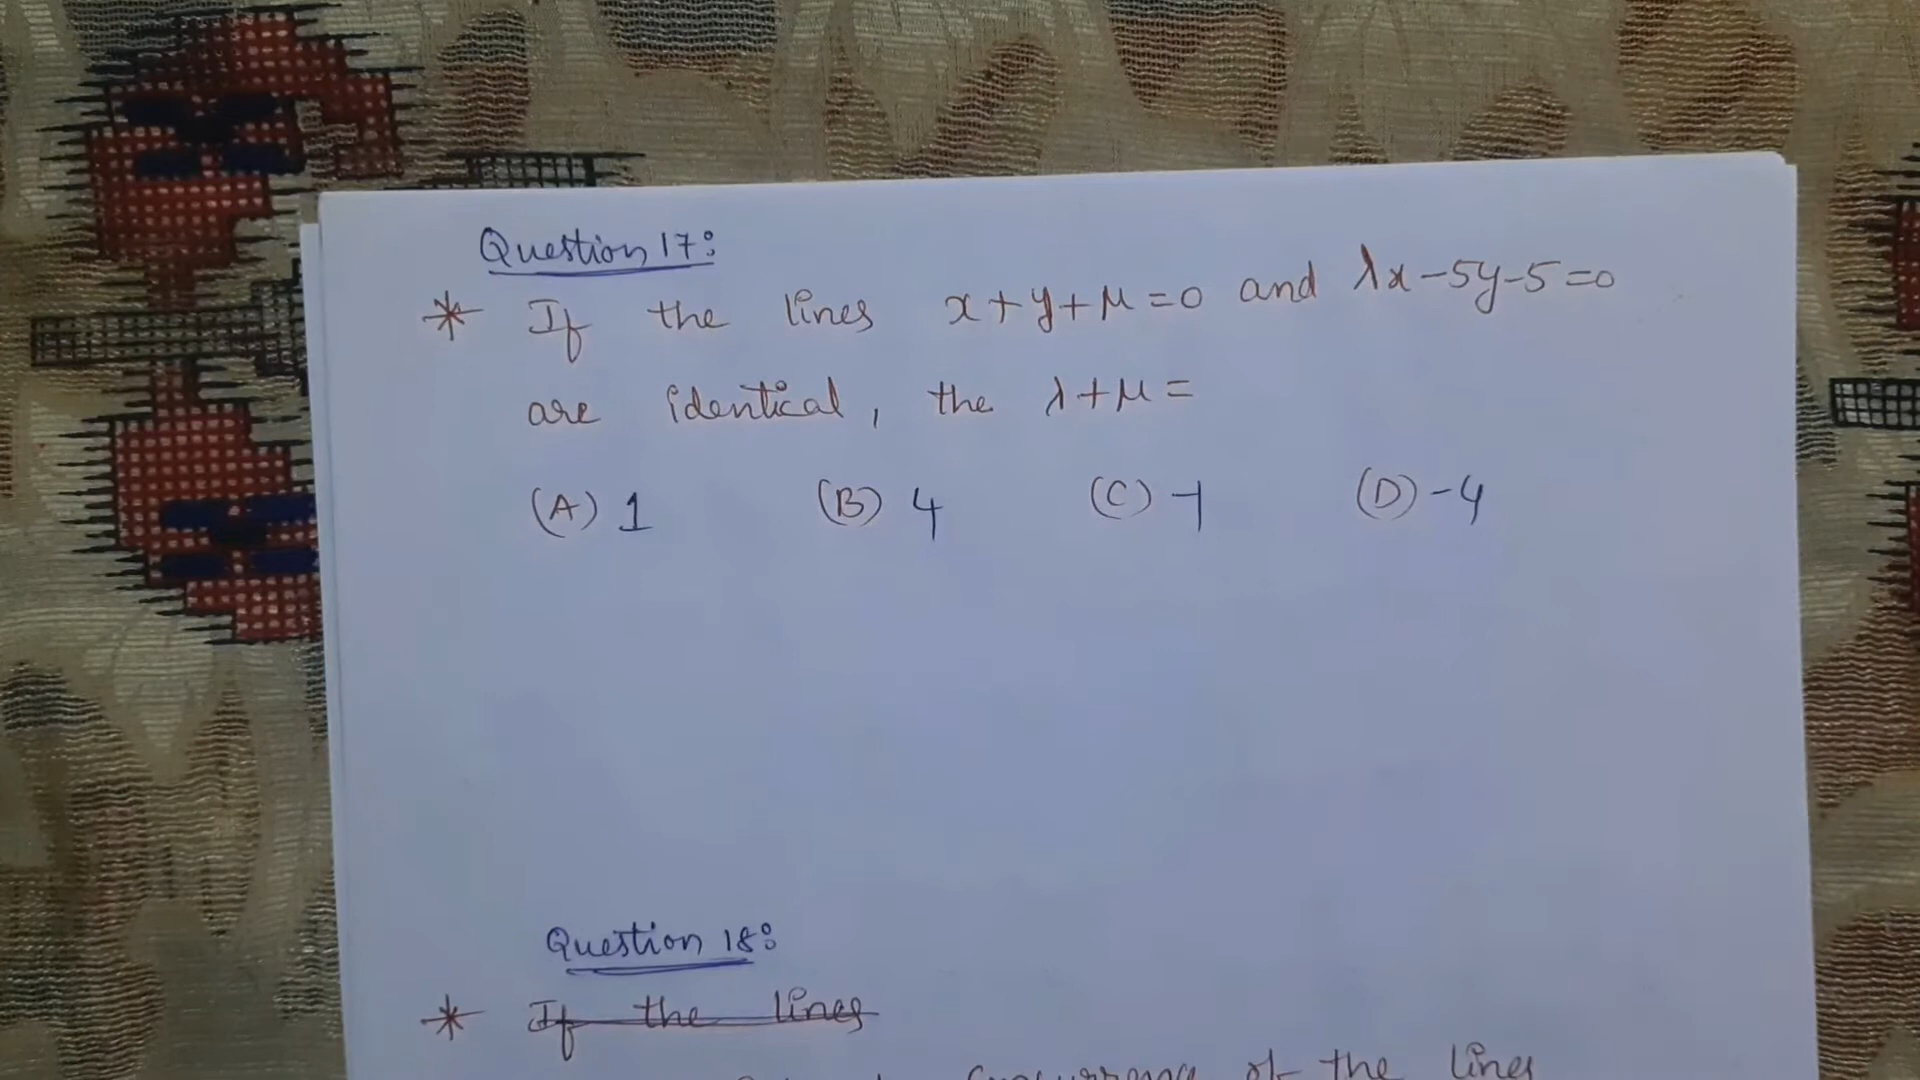 Question 17:
* If the lines x+y+μ=0 and λx-5y-5=0
are identical, the λ+μ=
(A) 1 (B) 4 (C) -1 (D) -4
Question 18:
* If the lines
of the lines